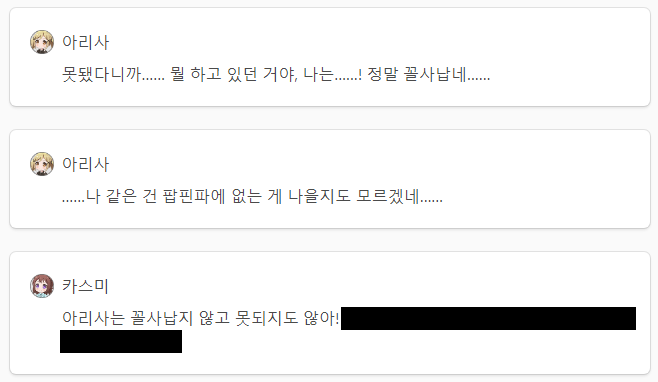 아리사
못됐다니까...... 뭘 하고 있던 거야, 나는......! 정말 꼴사납네......
아리사
......나 같은 건 팝핀파에 없는 게 나을지도 모르겠네......
카스미
아리사는 꼴사납지 않고 못되지도 않아!